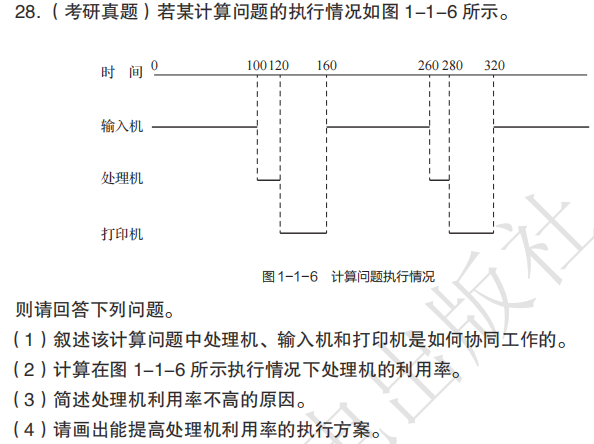 28.（考研真题）若某计算问题的执行情况如图 1-1-6 所示。
时 间 0 100 120 160 260 280 320
输入机
处理机
打印机
图1-1-6 计算问题执行情况
则请回答下列问题。
（1）叙述该计算问题中处理机、输入机和打印机是如何协同工作的。
（2）计算在图 1-1-6 所示执行情况下处理机的利用率。
（3）简述处理机利用率不高的原因。
（4）请画出能提高处理机利用率的执行方案。
出版社